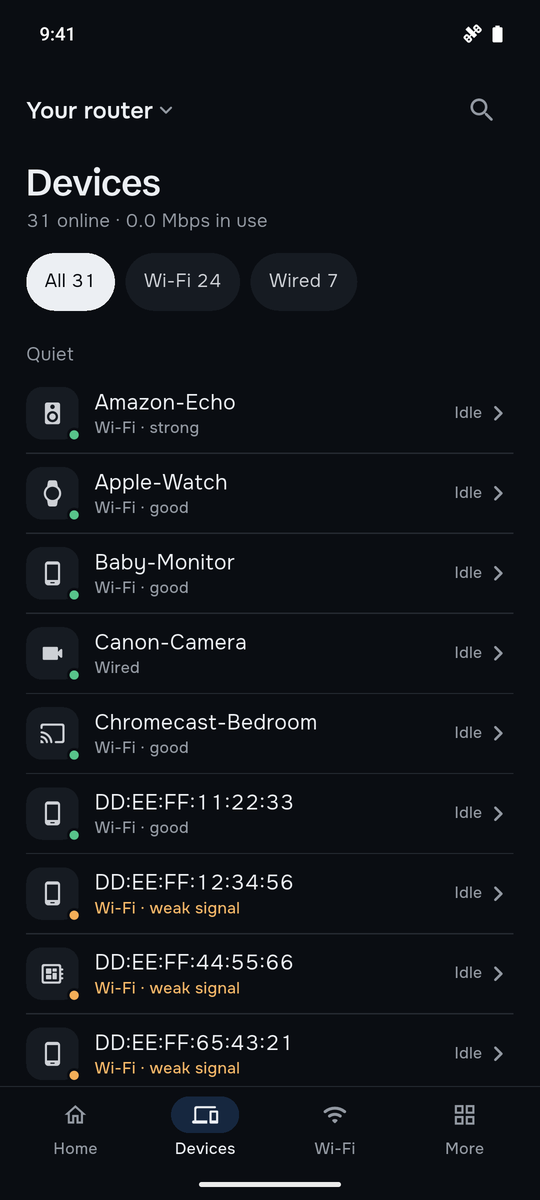 9:41
Your router
Devices
31 online · 0.0 Mbps in use
All 31
Wi-Fi 24
Wired 7
Quiet
Amazon-Echo
Wi-Fi · strong
Idle
Apple-Watch
Wi-Fi · good
Idle
Baby-Monitor
Wi-Fi · good
Idle
Canon-Camera
Wired
Idle
Chromecast-Bedroom
Wi-Fi · good
Idle
DD:EE:FF:11:22:33
Wi-Fi · good
Idle
DD:EE:FF:12:34:56
Wi-Fi · weak signal
Idle
DD:EE:FF:44:55:66
Wi-Fi · weak signal
Idle
DD:EE:FF:65:43:21
Wi-Fi · weak signal
Idle
Home
Devices
Wi-Fi
More